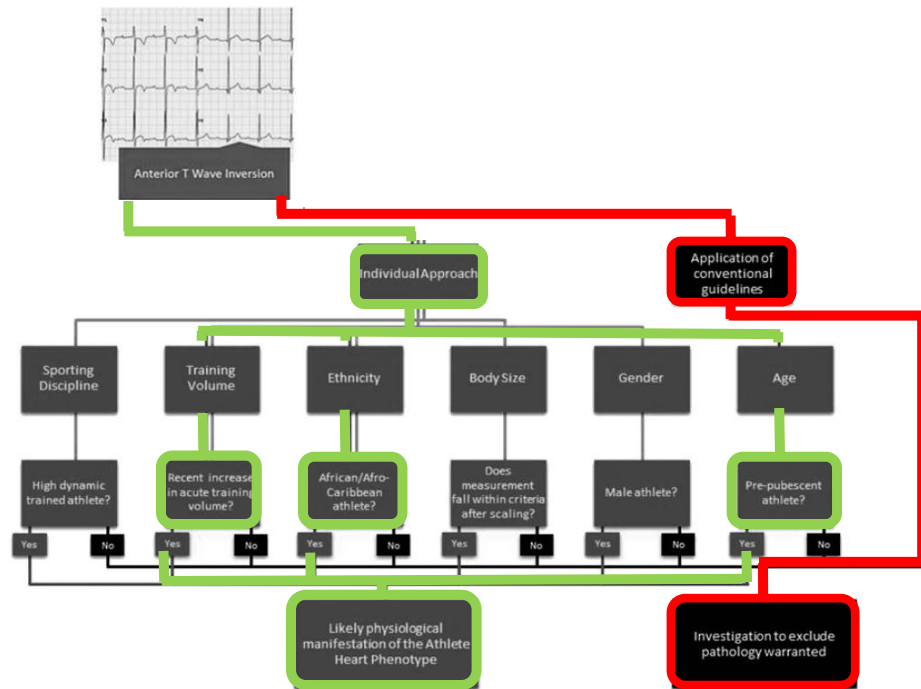 Anterior T Wave Inversion
Individual Approach
Application of
conventional
guidelines
Sporting
Discipline
Training
Volume
Ethnicity
Body Size
Gender
Age
High dynamic
trained athlete?
Recent increase
in acute training
volume?
African/Afro-
Caribbean
athlete?
Does
measurement
fall within criteria
after scaling?
Male athlete?
Pre-pubescent
athlete?
Yes
No
Yes
No
Yes
No
Yes
No
Yes
No
Yes
No
Likely physiological
manifestation of the Athlete
Heart Phenotype
Investigation to exclude
pathology warranted